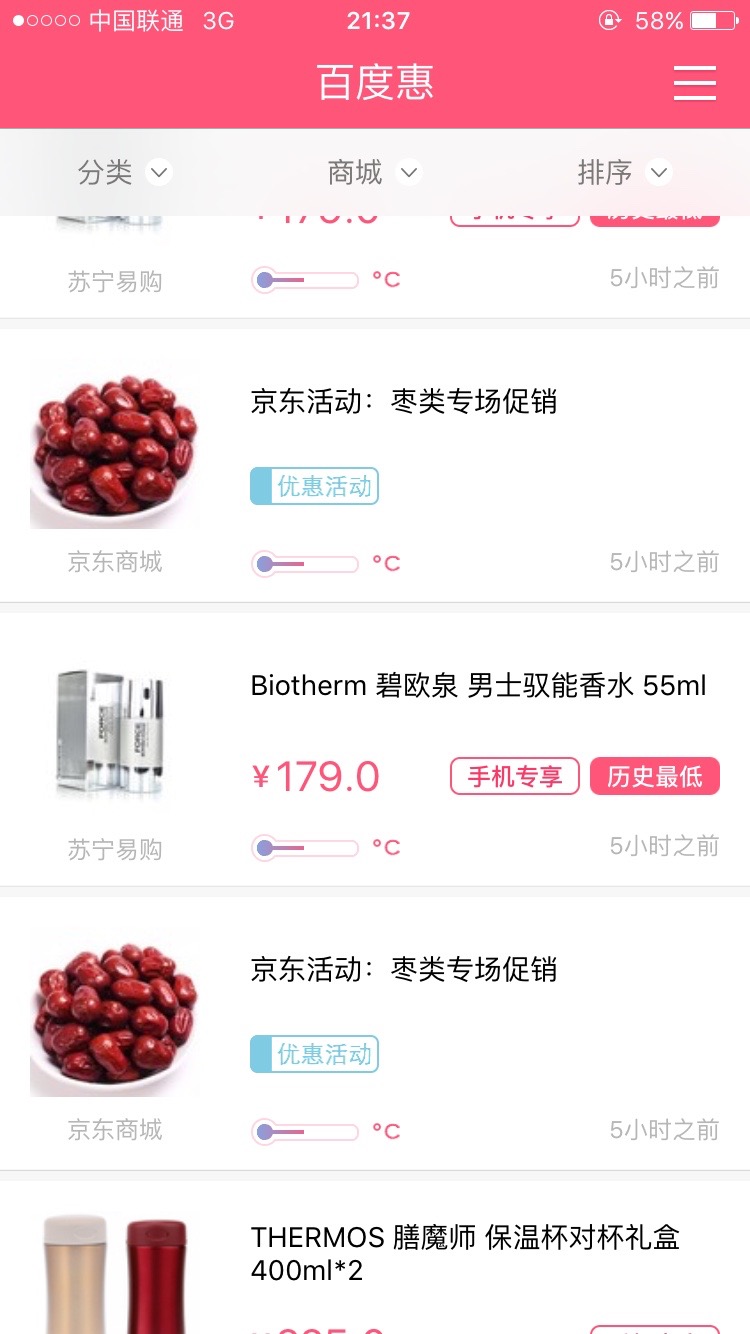 中国联通 3G 21:37 58%
百度惠
分类 商城 排序
苏宁易购 °C 5小时之前
京东活动：枣类专场促销
优惠活动
京东商城 °C 5小时之前
Biotherm 碧欧泉 男士驭能香水 55ml
FORCE
¥179.0 手机专享 历史最低
苏宁易购 °C 5小时之前
京东活动：枣类专场促销
优惠活动
京东商城 °C 5小时之前
THERMOS 膳魔师 保温杯对杯礼盒
400ml*2